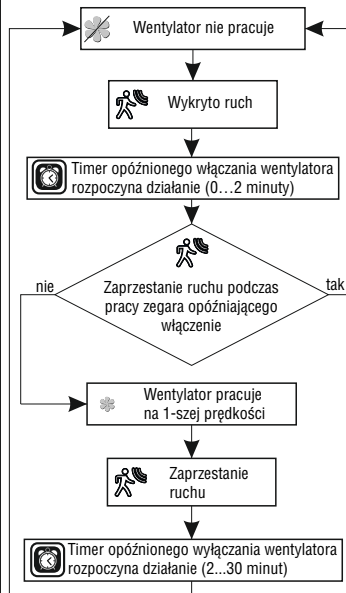 Wentylator nie pracuje
Wykryto ruch
Timer opóźnionego włączania wentylatora
rozpoczyna działanie (0…2 minuty)
nie
tak
Zaprzestanie ruchu podczas
pracy zegara opóźniającego
włączenie
Wentylator pracuje
na 1-szej prędkości
Zaprzestanie
ruchu
Timer opóźnionego wyłączania wentylatora
rozpoczyna działanie (2...30 minut)